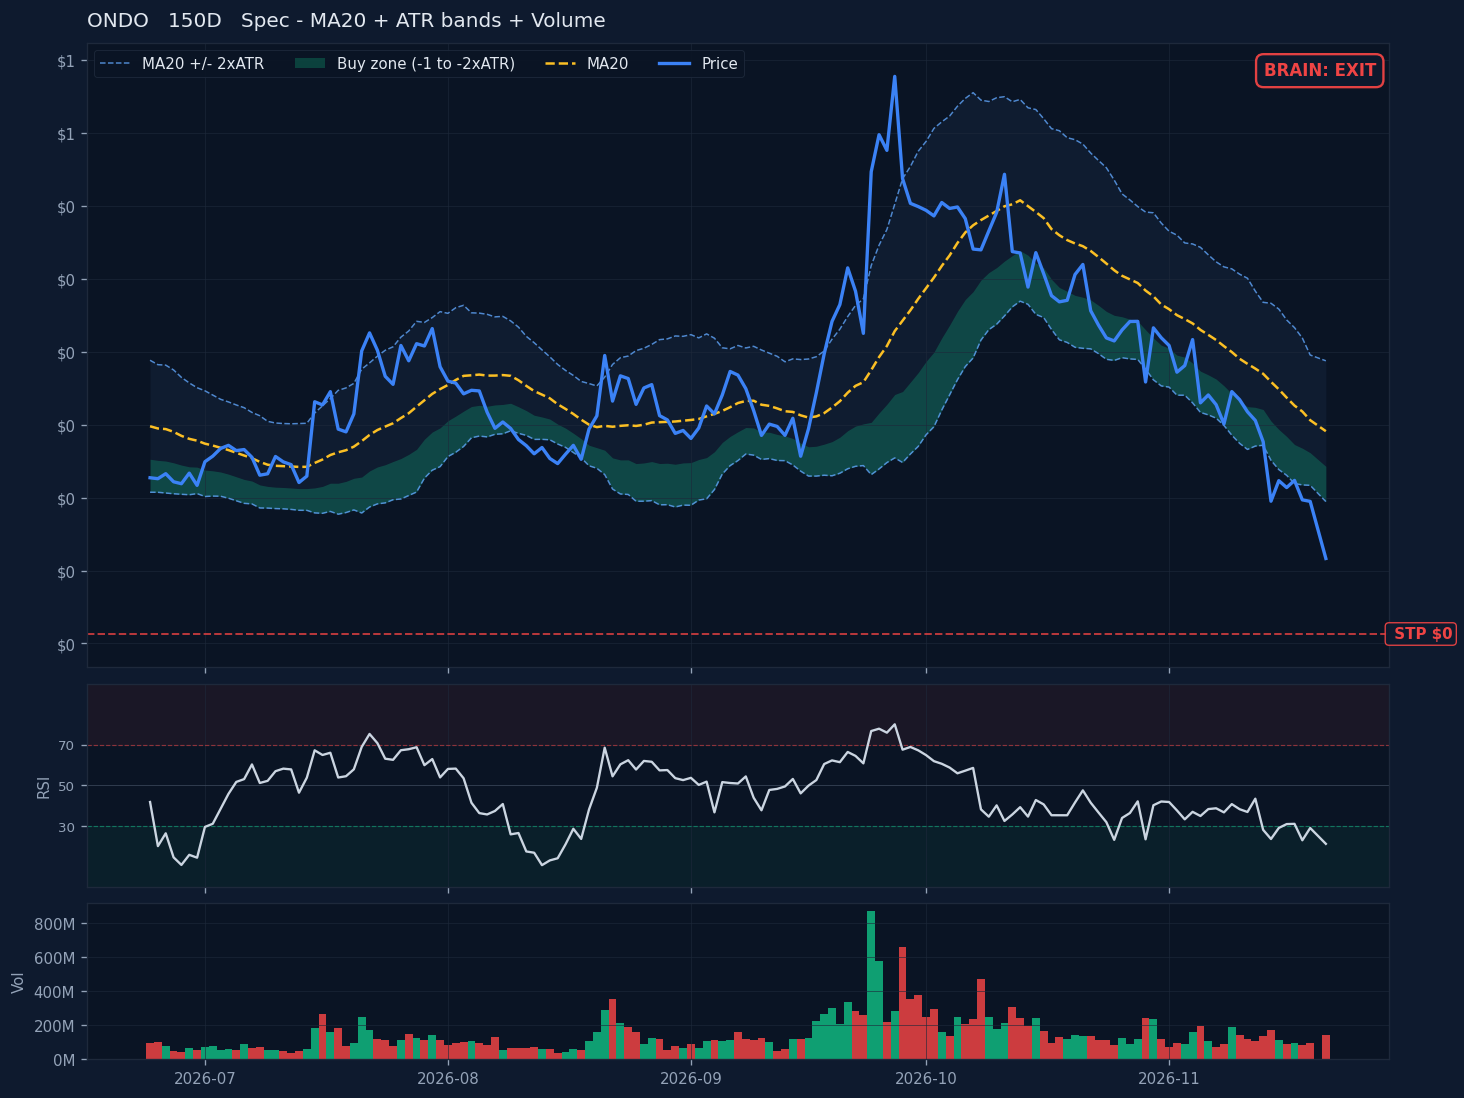 ONDO 150D Spec - MA20 + ATR bands + Volume
MA20 +/- 2xATR Buy zone (-1 to -2xATR) MA20 Price
BRAIN: EXIT
$1
$1
$0
$0
$0
$0
$0
$0
$0
STP $0
RSI
70
50
30
Vol
800M
600M
400M
200M
0M
2026-07 2026-08 2026-09 2026-10 2026-11